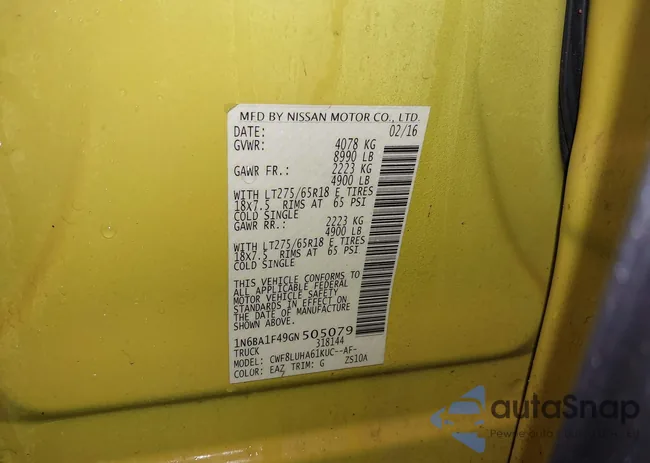 MFD BY NISSAN MOTOR CO., LTD.
DATE: 02/16
GVWR: 4078 KG
8990 LB
GAWR FR.: 2223 KG
4900 LB
WITH LT275/65R18 E TIRES
18X7.5 RIMS AT 65 PSI
COLD SINGLE
GAWR RR.: 2223 KG
4900 LB
WITH LT275/65R18 E TIRES
18X7.5 RIMS AT 65 PSI
COLD SINGLE
THIS VEHICLE CONFORMS TO
ALL APPLICABLE FEDERAL
MOTOR VEHICLE SAFETY
STANDARDS IN EFFECT ON
THE DATE OF MANUFACTURE
SHOWN ABOVE.
1N6BA1F49GN505079
TRUCK 318144
MODEL: CWF8LUHA61KUC--AF-
COLOR: EAZ TRIM: G ZS10A
autoSnap